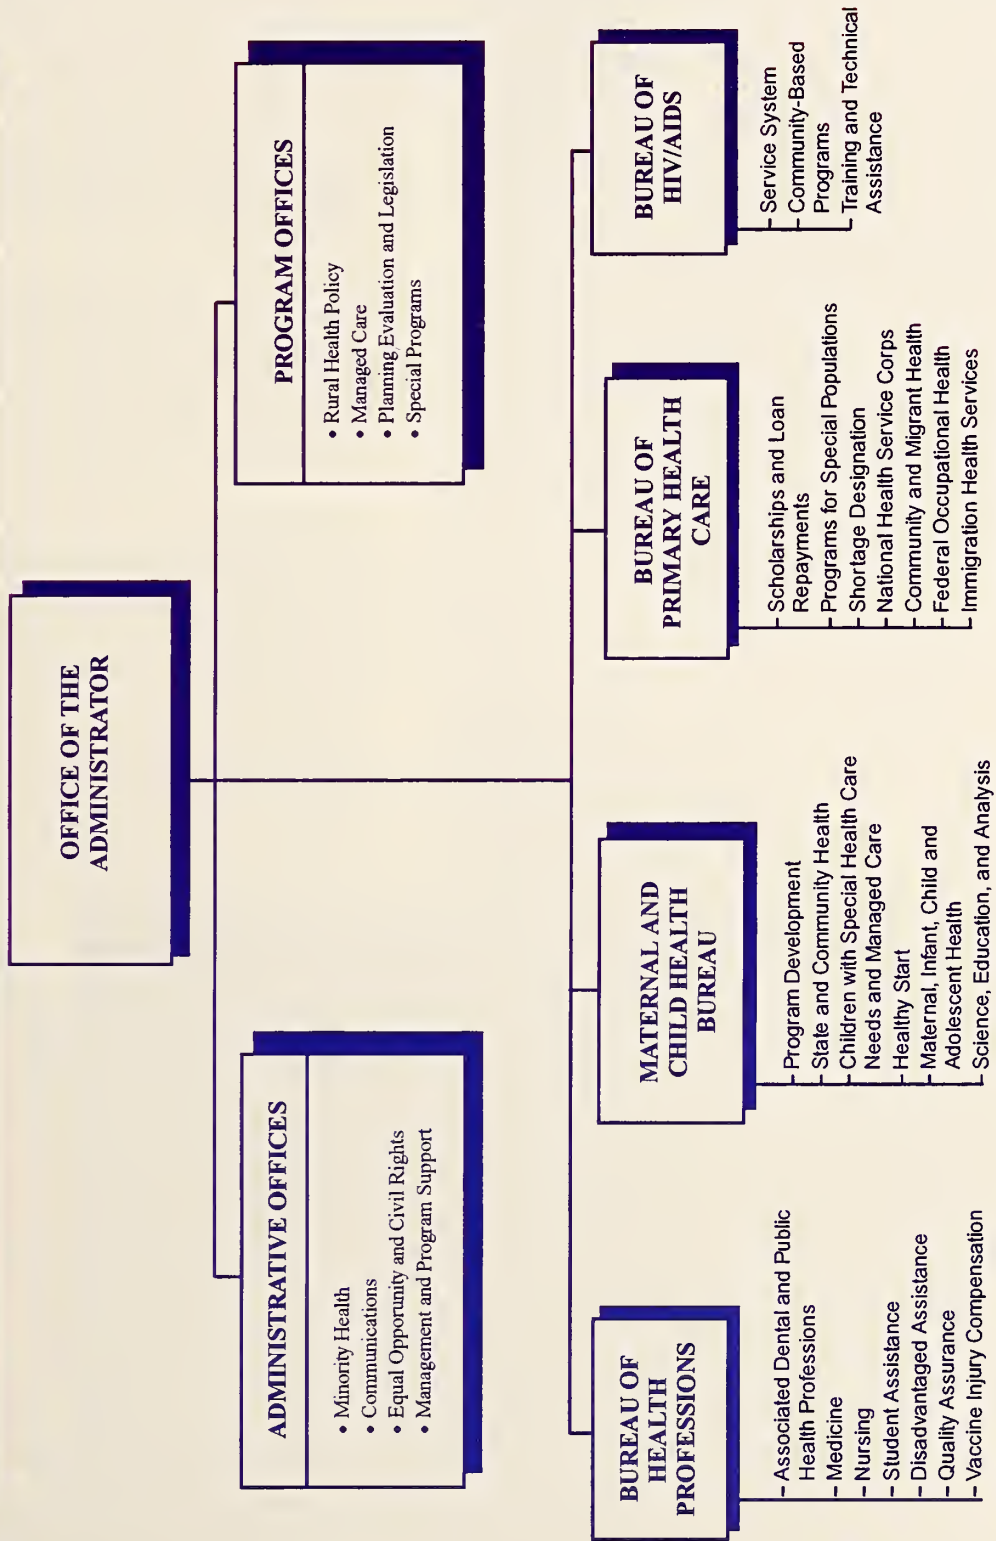 OFFICE OF THE
ADMINISTRATOR
ADMINISTRATIVE OFFICES
• Minority Health
• Communications
• Equal Opportunity and Civil Rights
• Management and Program Support
PROGRAM OFFICES
• Rural Health Policy
• Managed Care
• Planning Evaluation and Legislation
• Special Programs
BUREAU OF
HEALTH
PROFESSIONS
Associated Dental and Public
Health Professions
Medicine
Nursing
Student Assistance
Disadvantaged Assistance
Quality Assurance
Vaccine Injury Compensation
MATERNAL AND
CHILD HEALTH
BUREAU
Program Development
State and Community Health
Children with Special Health Care
Needs and Managed Care
Healthy Start
Maternal, Infant, Child and
Adolescent Health
Science, Education, and Analysis
BUREAU OF
PRIMARY HEALTH
CARE
Scholarships and Loan
Repayments
Programs for Special Populations
Shortage Designation
National Health Service Corps
Community and Migrant Health
Federal Occupational Health
Immigration Health Services
BUREAU OF
HIV/AIDS
Service System
Community-Based
Programs
Training and Technical
Assistance